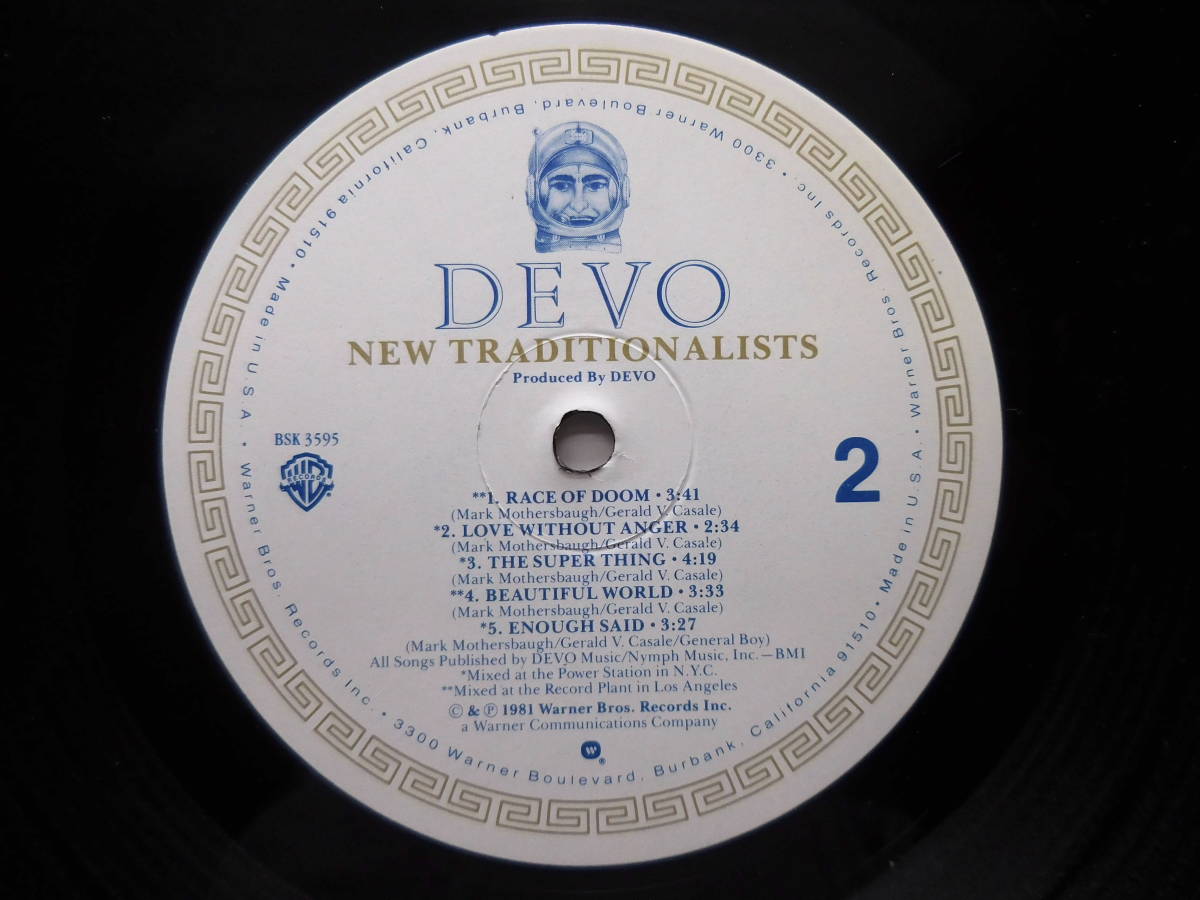 DEVO
NEW TRADITIONALISTS
Produced By DEVO
BSK 3595
RECORDS
2
**1. RACE OF DOOM • 3:41
(Mark Mothersbaugh/Gerald V. Casale)
*2. LOVE WITHOUT ANGER • 2:34
(Mark Mothersbaugh/Gerald V. Casale)
*3. THE SUPER THING • 4:19
(Mark Mothersbaugh/Gerald V. Casale)
**4. BEAUTIFUL WORLD • 3:33
(Mark Mothersbaugh/Gerald V. Casale)
*5. ENOUGH SAID • 3:27
(Mark Mothersbaugh/Gerald V. Casale/General Boy)
All Songs Published by DEVO Music/Nymph Music, Inc.—BMI
*Mixed at the Power Station in N.Y.C.
**Mixed at the Record Plant in Los Angeles
© & ℗ 1981 Warner Bros. Records Inc.
a Warner Communications Company
W ®
Warner Bros. Records Inc. • 3300 Warner Boulevard, Burbank, California 91510 • Made in U.S.A. • Warner Bros. Records Inc. • 3300 Warner Boulevard, Burbank, California 91510 • Made in U.S.A. •